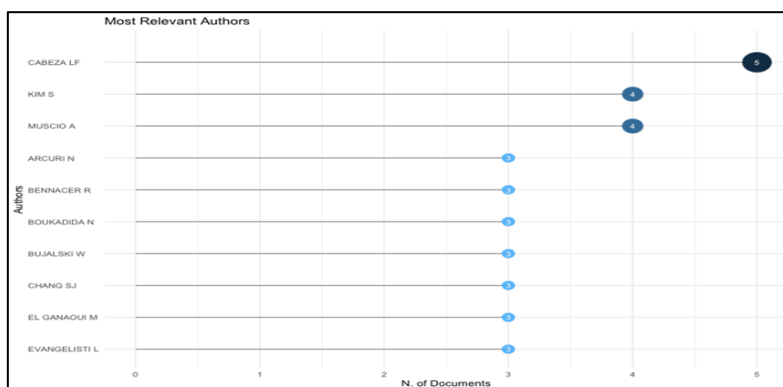 Most Relevant Authors
Authors
CABEZA LF 5
KIM S 4
MUSCIO A 4
ARCURI N 3
BENNACER R 3
BOUKADIDA N 3
BUJALSKI W 3
CHANG SJ 3
EL GANAOUI M 3
EVANGELISTI L 3
0 1 2 3 4 5
N. of Documents